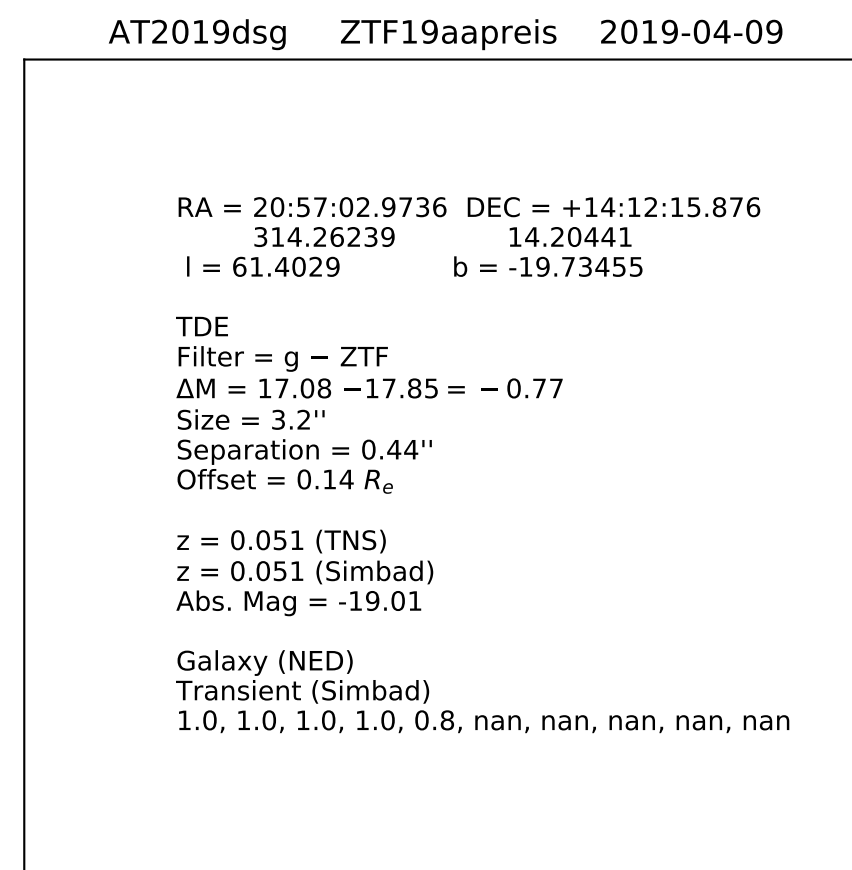 AT2019dsg ZTF19aapreis 2019-04-09
RA = 20:57:02.9736 DEC = +14:12:15.876
314.26239 14.20441
l = 61.4029 b = -19.73455
TDE
Filter = g − ZTF
ΔM = 17.08 −17.85 = − 0.77
Size = 3.2''
Separation = 0.44''
Offset = 0.14 Rₑ
z = 0.051 (TNS)
z = 0.051 (Simbad)
Abs. Mag = -19.01
Galaxy (NED)
Transient (Simbad)
1.0, 1.0, 1.0, 1.0, 0.8, nan, nan, nan, nan, nan